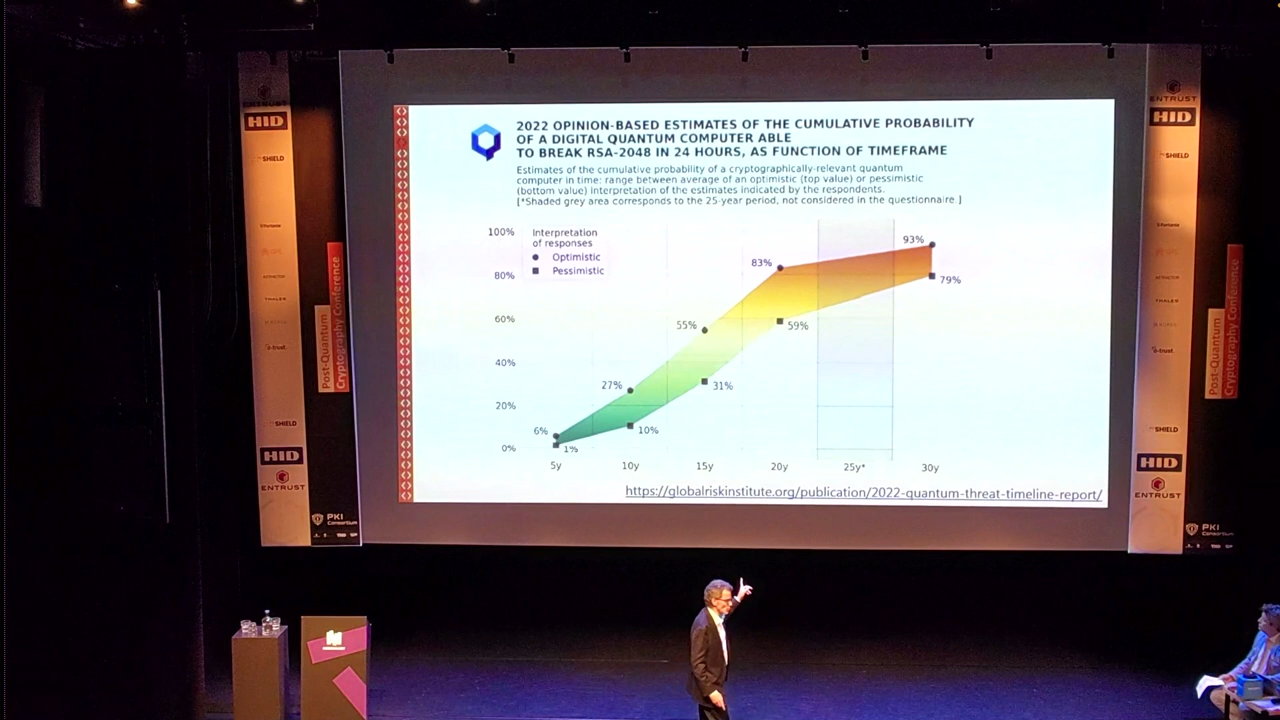 2022 OPINION-BASED ESTIMATES OF THE CUMULATIVE PROBABILITY
OF A DIGITAL QUANTUM COMPUTER ABLE
TO BREAK RSA-2048 IN 24 HOURS, AS FUNCTION OF TIMEFRAME
Estimates of the cumulative probability of a cryptographically-relevant quantum
computer in time: range between average of an optimistic (top value) or pessimistic
(bottom value) interpretation of the estimates indicated by the respondents.
[*Shaded grey area corresponds to the 25-year period, not considered in the questionnaire.]
Interpretation
of responses
Optimistic
Pessimistic
100%
80%
60%
40%
20%
0%
6%
1%
27%
10%
55%
31%
83%
59%
93%
79%
5y
10y
15y
20y
25y*
30y
https://globalriskinstitute.org/publication/2022-quantum-threat-timeline-report/
ENTRUST
HID
SHIELD
THALES
Post-Quantum
Cryptography Conference
SHIELD
HID
ENTRUST
PKI
Consortium
ENTRUST
HID
SHIELD
THALES
Post-Quantum
Cryptography Conference
SHIELD
HID
ENTRUST
PKI
Consortium